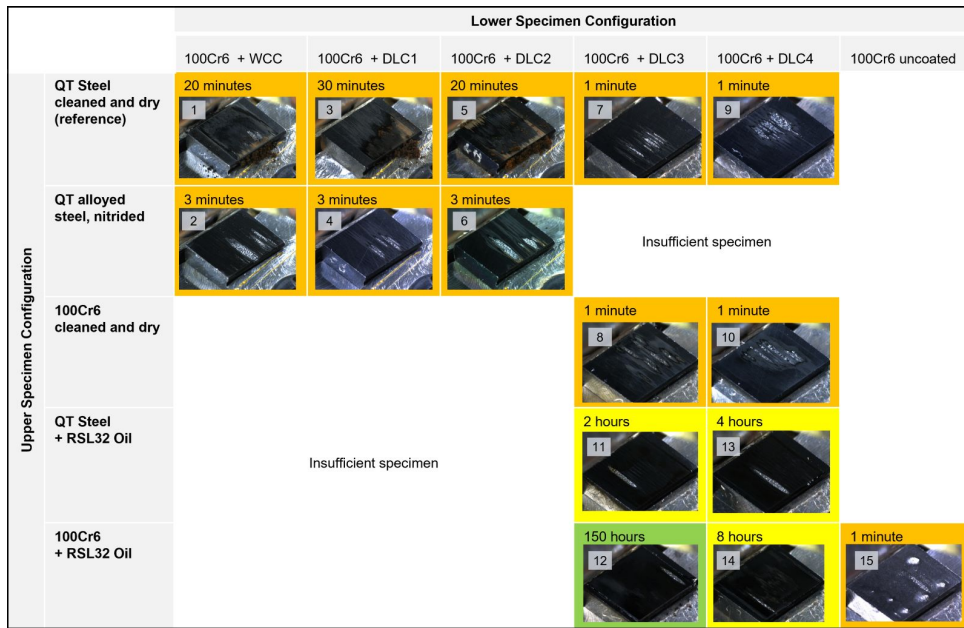 Lower Specimen Configuration
100Cr6 + WCC
100Cr6 + DLC1
100Cr6 + DLC2
100Cr6 + DLC3
100Cr6 + DLC4
100Cr6 uncoated
Upper Specimen Configuration
QT Steel
cleaned and dry
(reference)
20 minutes
1
30 minutes
3
20 minutes
5
1 minute
7
1 minute
9
QT alloyed
steel, nitrided
3 minutes
2
3 minutes
4
3 minutes
6
Insufficient specimen
100Cr6
cleaned and dry
1 minute
8
1 minute
10
QT Steel
+ RSL32 Oil
Insufficient specimen
2 hours
11
4 hours
13
100Cr6
+ RSL32 Oil
150 hours
12
8 hours
14
1 minute
15